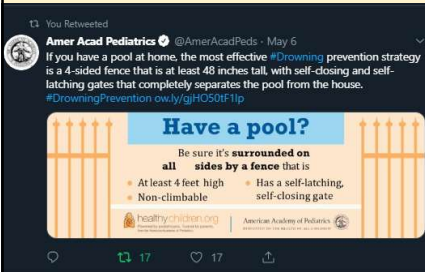 You Retweeted
Amer Acad Pediatrics @AmerAcadPeds · May 6
If you have a pool at home, the most effective #Drowning prevention strategy
is a 4-sided fence that is at least 48 inches tall, with self-closing and self-
latching gates that completely separates the pool from the house.
#DrowningPrevention ow.ly/gjHO50tF1Ip
Have a pool?
Be sure it's surrounded on
all sides by a fence that is
At least 4 feet high
Non-climbable
Has a self-latching,
self-closing gate
healthychildren.org
American Academy of Pediatrics
17
17